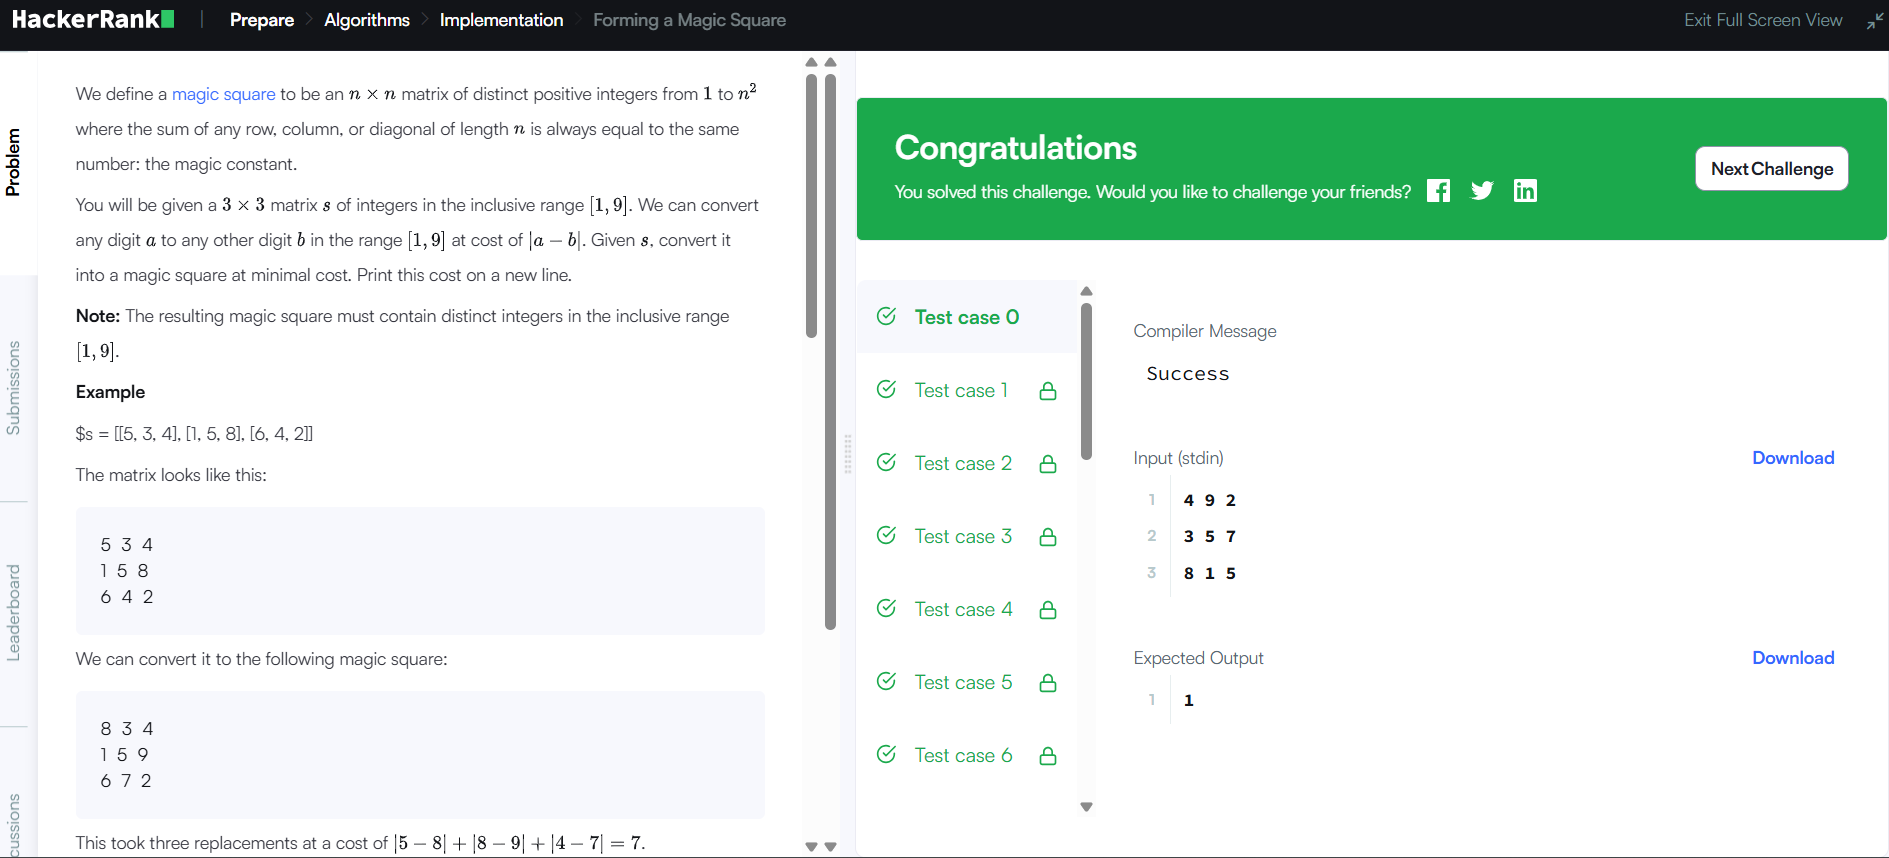 HackerRank | Prepare > Algorithms > Implementation > Forming a Magic Square
Exit Full Screen View
Problem
Submissions
Leaderboard
cussions
We define a magic square to be an n × n matrix of distinct positive integers from 1 to n²
where the sum of any row, column, or diagonal of length n is always equal to the same
number: the magic constant.
You will be given a 3 × 3 matrix s of integers in the inclusive range [1, 9]. We can convert
any digit a to any other digit b in the range [1, 9] at cost of |a − b|. Given s, convert it
into a magic square at minimal cost. Print this cost on a new line.
Note: The resulting magic square must contain distinct integers in the inclusive range
[1, 9].
Example
$s = [[5, 3, 4], [1, 5, 8], [6, 4, 2]]
The matrix looks like this:
5 3 4
1 5 8
6 4 2
We can convert it to the following magic square:
8 3 4
1 5 9
6 7 2
This took three replacements at a cost of |5 − 8| + |8 − 9| + |4 − 7| = 7.
Congratulations
You solved this challenge. Would you like to challenge your friends?
Next Challenge
Test case 0
Test case 1
Test case 2
Test case 3
Test case 4
Test case 5
Test case 6
Compiler Message
Success
Input (stdin)
Download
1 4 9 2
2 3 5 7
3 8 1 5
Expected Output
Download
1 1